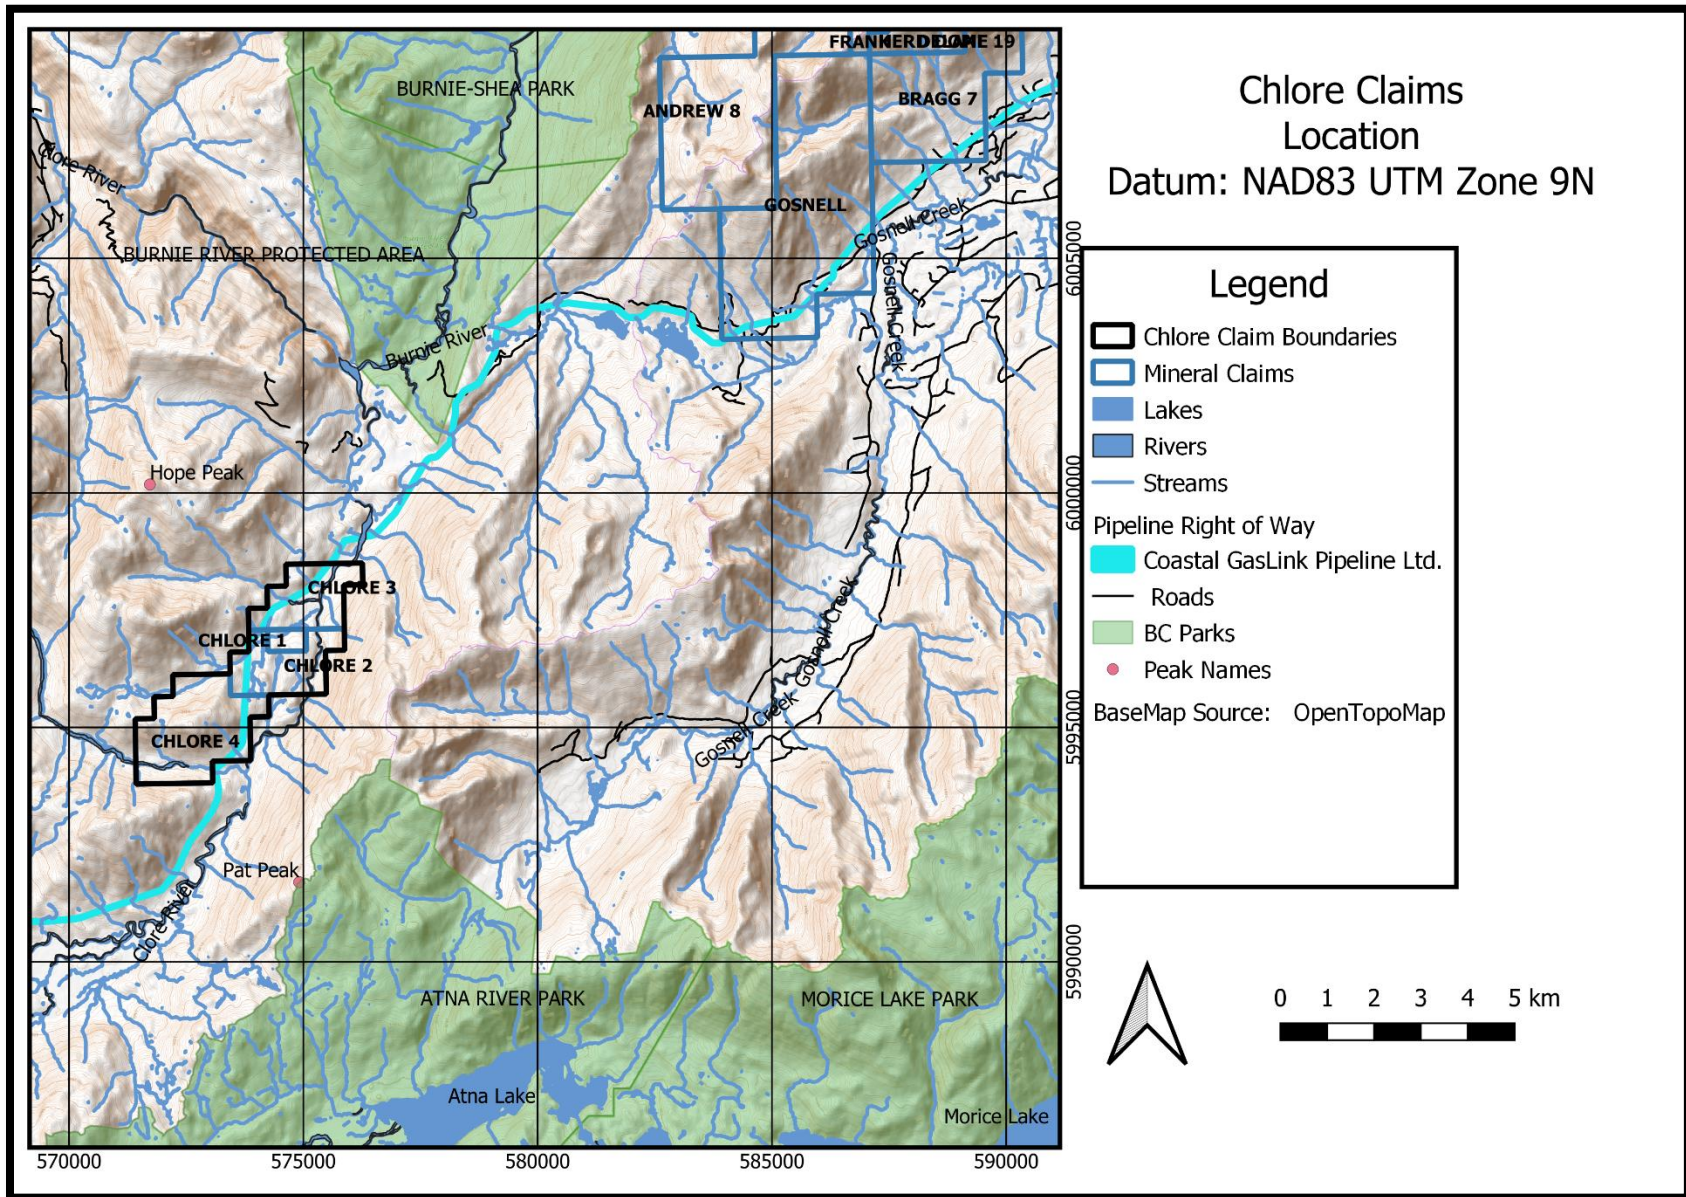 Chlore Claims
Location
Datum: NAD83 UTM Zone 9N
BURNIE-SHEA PARK
ANDREW 8
BRAGG 7
GOSNELL
Clore River
BURNIE RIVER PROTECTED AREA
Gosnell Creek
Gosnell Creek
Burnie River
Hope Peak
CHLORE 3
CHLORE 1
CHLORE 2
CHLORE 4
Gosnell Creek
Gosnell Creek
Pat Peak
Clore River
ATNA RIVER PARK
MORICE LAKE PARK
Atna Lake
Morice Lake
570000
575000
580000
585000
590000
6005000
6000000
5995000
5990000
Legend
Chlore Claim Boundaries
Mineral Claims
Lakes
Rivers
Streams
Pipeline Right of Way
Coastal GasLink Pipeline Ltd.
Roads
BC Parks
Peak Names
BaseMap Source: OpenTopoMap
0 1 2 3 4 5 km